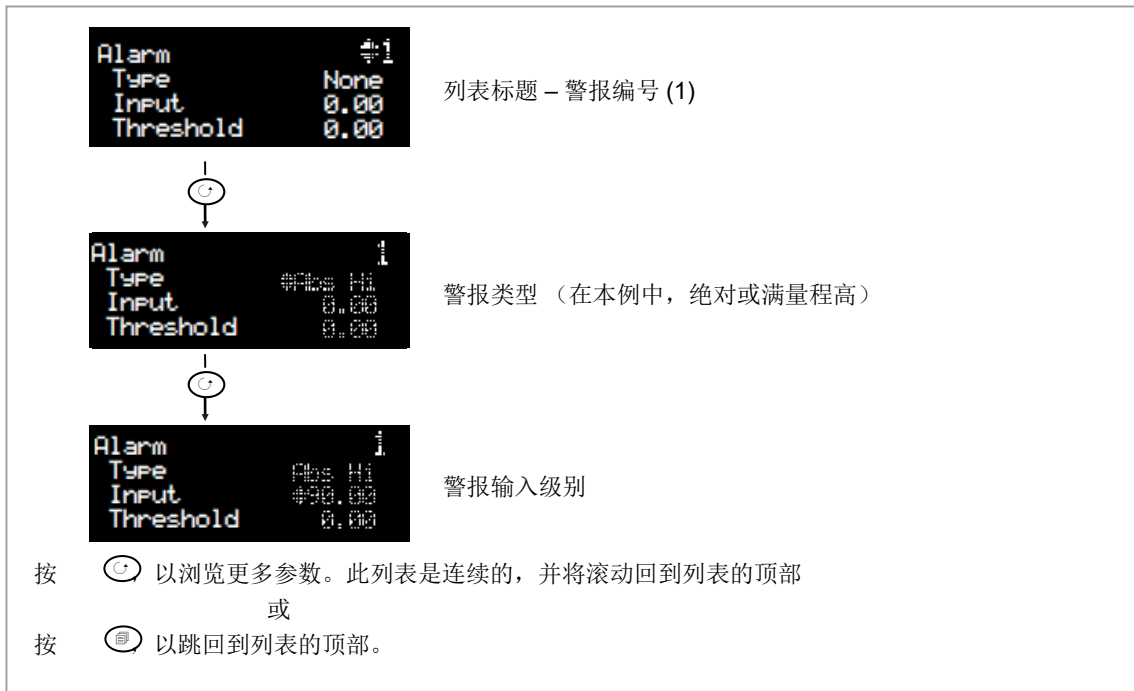 Alarm 1
Type None
Input 0.00
Threshold 0.00
列表标题 – 警报编号 (1)
Alarm 1
Type Abs Hi
Input 0.00
Threshold 0.00
警报类型 （在本例中，绝对或满量程高）
Alarm 1
Type Abs Hi
Input 90.00
Threshold 0.00
警报输入级别
按 以浏览更多参数。此列表是连续的，并将滚动回到列表的顶部
或
按 以跳回到列表的顶部。